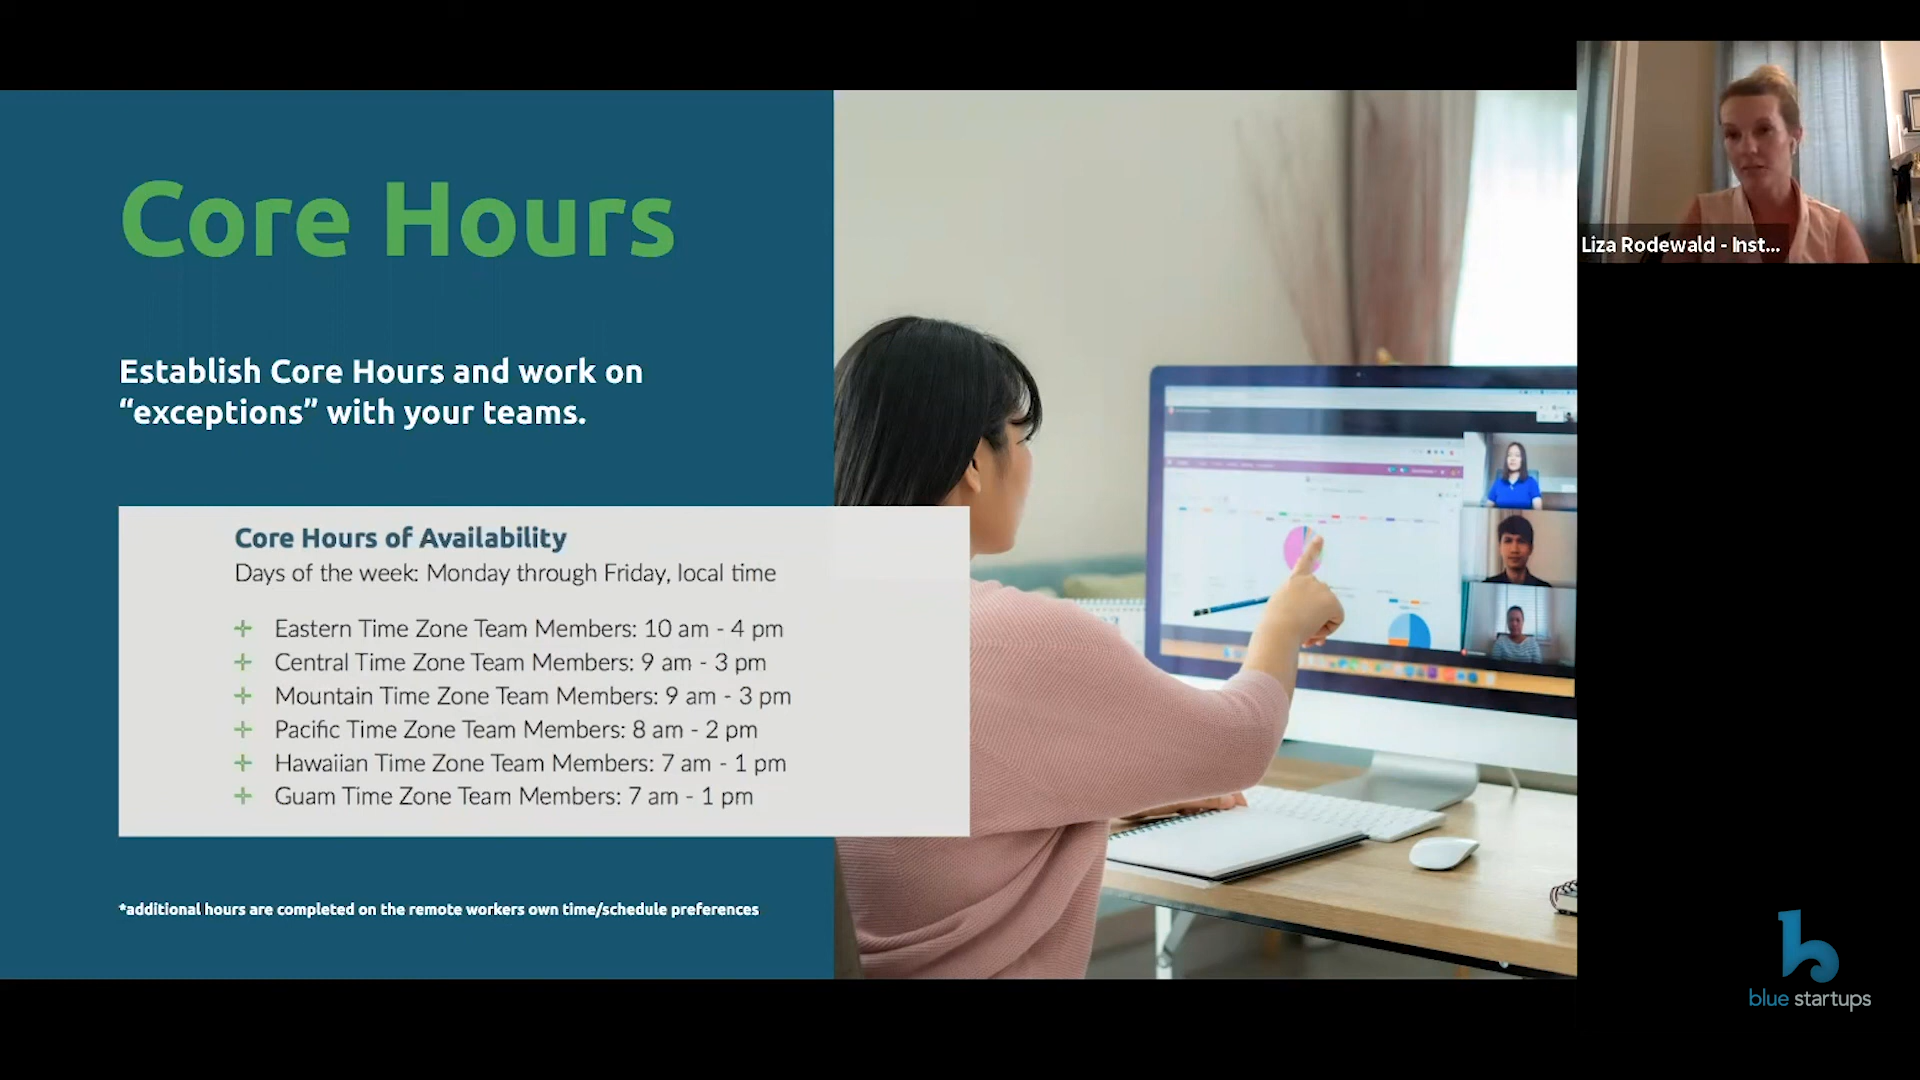 Core Hours
Establish Core Hours and work on
“exceptions” with your teams.
Core Hours of Availability
Days of the week: Monday through Friday, local time
Eastern Time Zone Team Members: 10 am - 4 pm
Central Time Zone Team Members: 9 am - 3 pm
Mountain Time Zone Team Members: 9 am - 3 pm
Pacific Time Zone Team Members: 8 am - 2 pm
Hawaiian Time Zone Team Members: 7 am - 1 pm
Guam Time Zone Team Members: 7 am - 1 pm
*additional hours are completed on the remote workers own time/schedule preferences
Liza Rodewald - Inst...
blue startups